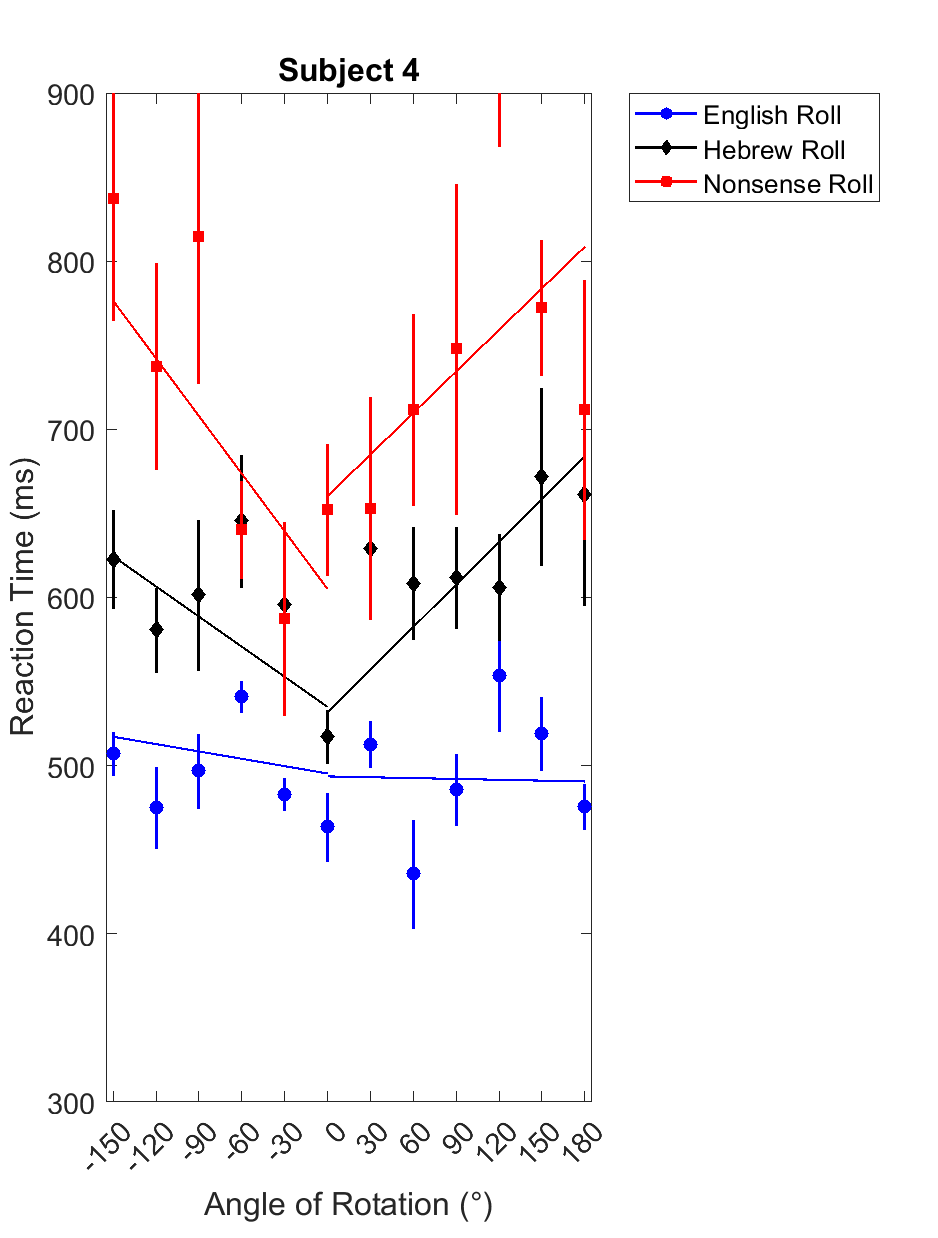 Subject 4
English Roll
Hebrew Roll
Nonsense Roll
900
800
700
600
500
400
300
Reaction Time (ms)
-150 -120 -90 -60 -30 0 30 60 90 120 150 180
Angle of Rotation (°)